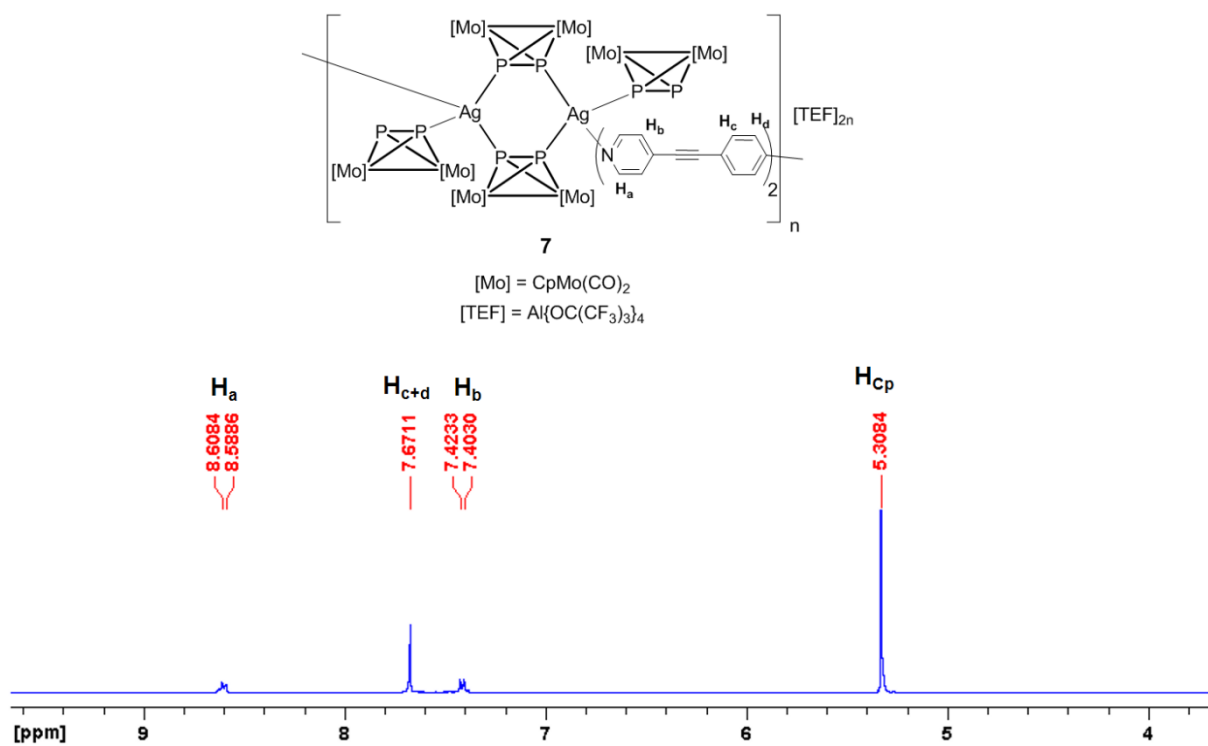 [Mo] [Mo]
[Mo] [Mo]
P P
P P
Ag Ag
H_b H_c H_d
[TEF]_2n
P P
P P
N
[Mo] [Mo]
[Mo] [Mo]
H_a
2
n
7
[Mo] = CpMo(CO)_2
[TEF] = Al{OC(CF_3)_3}_4
H_a H_c+d H_b H_Cp
8.6084
8.5886
7.6711
7.4233
7.4030
5.3084
[ppm] 9 8 7 6 5 4